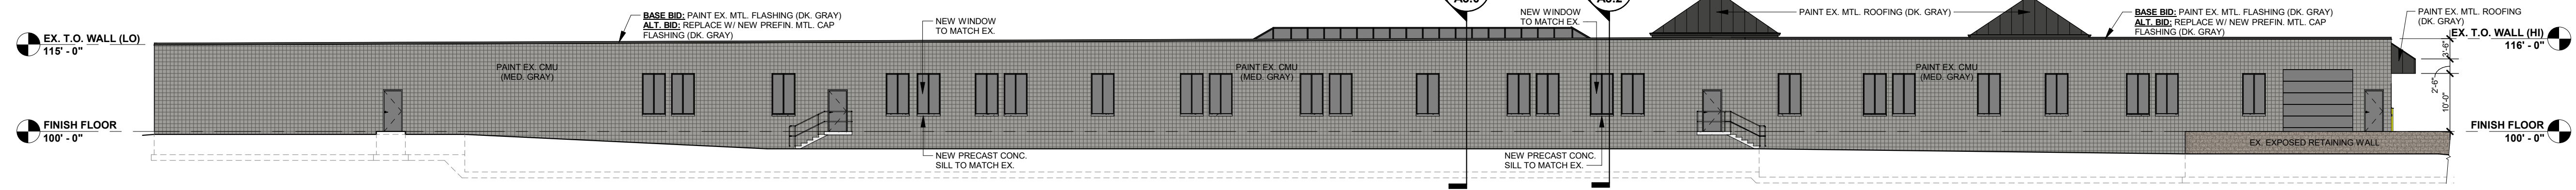 BASE BID: PAINT EX. MTL. FLASHING (DK. GRAY)
ALT. BID: REPLACE W/ NEW PREFIN. MTL. CAP
FLASHING (DK. GRAY)
NEW WINDOW
TO MATCH EX.
NEW WINDOW
TO MATCH EX.
PAINT EX. MTL. ROOFING (DK. GRAY)
BASE BID: PAINT EX. MTL. FLASHING (DK. GRAY)
ALT. BID: REPLACE W/ NEW PREFIN. MTL. CAP
FLASHING (DK. GRAY)
PAINT EX. MTL. ROOFING
(DK. GRAY)
EX. T.O. WALL (LO)
115' - 0"
EX. T.O. WALL (HI)
116' - 0"
PAINT EX. CMU
(MED. GRAY)
PAINT EX. CMU
(MED. GRAY)
PAINT EX. CMU
(MED. GRAY)
3'-6"
2'-6"
10'-0"
FINISH FLOOR
100' - 0"
FINISH FLOOR
100' - 0"
EX. EXPOSED RETAINING WALL
NEW PRECAST CONC.
SILL TO MATCH EX.
NEW PRECAST CONC.
SILL TO MATCH EX.